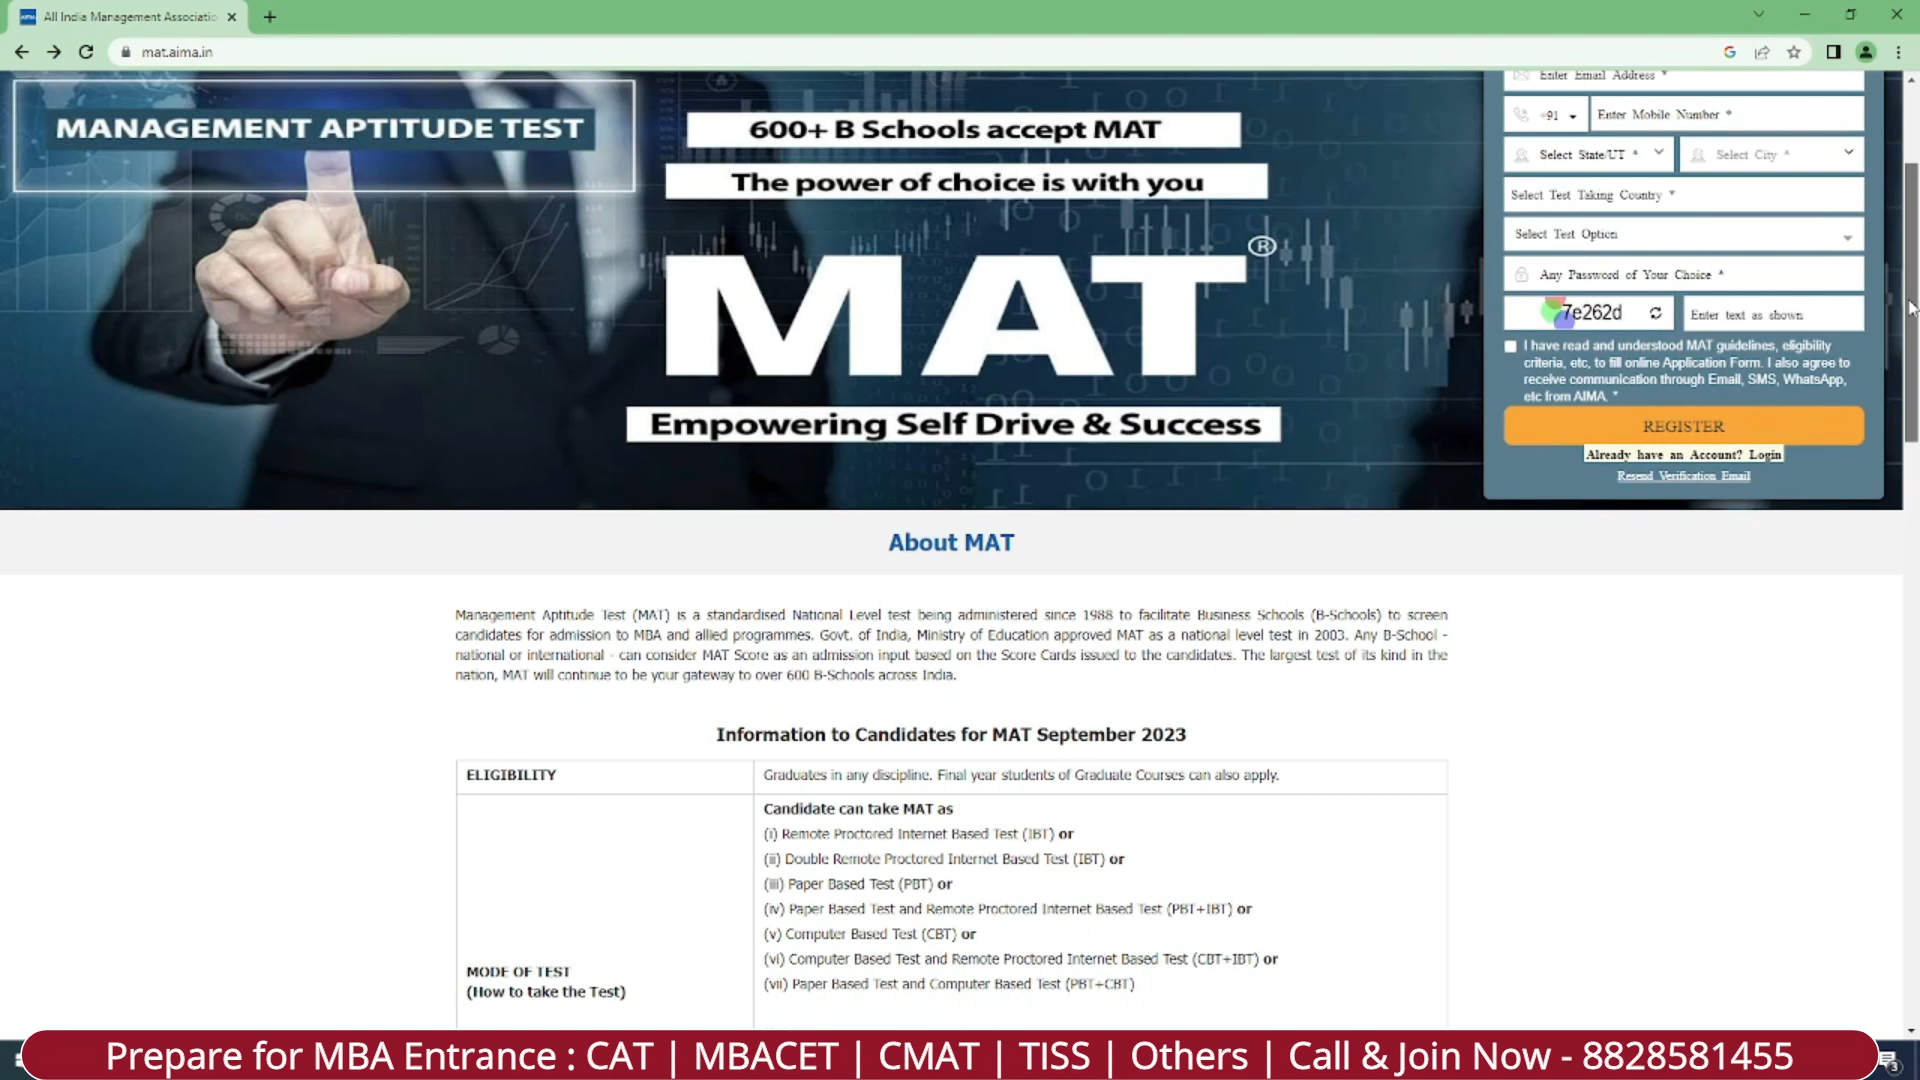 All India Management Associatio
mat.aima.in
MANAGEMENT APTITUDE TEST
600+ B Schools accept MAT
The power of choice is with you
MAT®
Empowering Self Drive & Success
Enter Email Address *
+91 Enter Mobile Number *
Select State/UT * Select City *
Select Test Taking Country *
Select Test Option
Any Password of Your Choice *
7e262d Enter text as shown
I have read and understood MAT guidelines, eligibility
criteria, etc, to fill online Application Form. I also agree to
receive communication through Email, SMS, WhatsApp,
etc from AIMA. *
REGISTER
Already have an Account? Login
Resend Verification Email
About MAT
Management Aptitude Test (MAT) is a standardised National Level test being administered since 1988 to facilitate Business Schools (B-Schools) to screen
candidates for admission to MBA and allied programmes. Govt. of India, Ministry of Education approved MAT as a national level test in 2003. Any B-School -
national or international - can consider MAT Score as an admission input based on the Score Cards issued to the candidates. The largest test of its kind in the
nation, MAT will continue to be your gateway to over 600 B-Schools across India.
Information to Candidates for MAT September 2023
ELIGIBILITY Graduates in any discipline. Final year students of Graduate Courses can also apply.
Candidate can take MAT as
(i) Remote Proctored Internet Based Test (IBT) or
(ii) Double Remote Proctored Internet Based Test (IBT) or
(iii) Paper Based Test (PBT) or
(iv) Paper Based Test and Remote Proctored Internet Based Test (PBT+IBT) or
(v) Computer Based Test (CBT) or
(vi) Computer Based Test and Remote Proctored Internet Based Test (CBT+IBT) or
(vii) Paper Based Test and Computer Based Test (PBT+CBT)
MODE OF TEST
(How to take the Test)
Prepare for MBA Entrance : CAT | MBACET | CMAT | TISS | Others | Call & Join Now - 8828581455
3